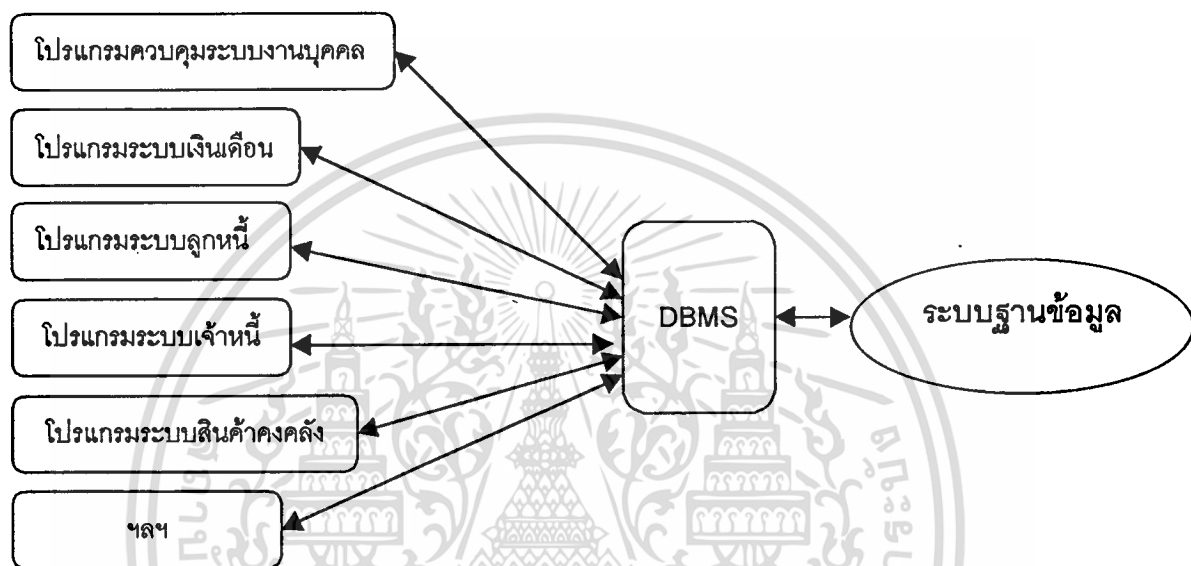 โปรแกรมควบคุมระบบงานบุคคล
โปรแกรมระบบเงินเดือน
โปรแกรมระบบลูกหนี้
โปรแกรมระบบเจ้าหนี้
โปรแกรมระบบสินค้าคงคลัง
ฯลฯ
DBMS
ระบบฐานข้อมูล